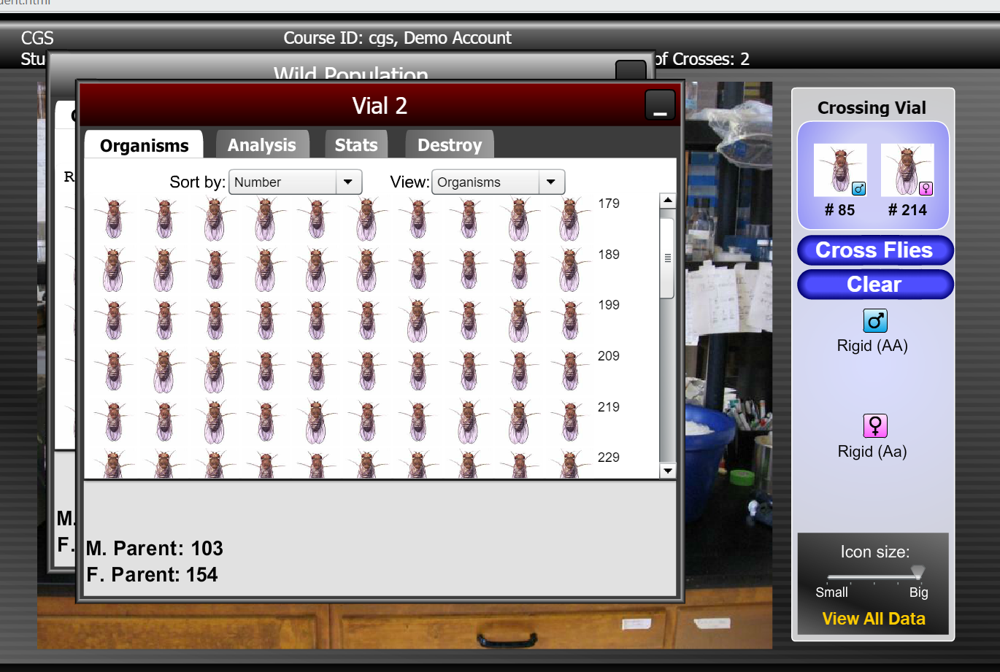 dent.html
CGS
Course ID: cgs, Demo Account
Stu
of Crosses: 2
Wild Population
Vial 2
Organisms
Analysis
Stats
Destroy
Sort by: Number
View: Organisms
R
179
189
199
209
219
229
M.
F.
M. Parent: 103
F. Parent: 154
Crossing Vial
♂ ♀
# 85 # 214
Cross Flies
Clear
♂
Rigid (AA)
♀
Rigid (Aa)
Icon size:
Small Big
View All Data